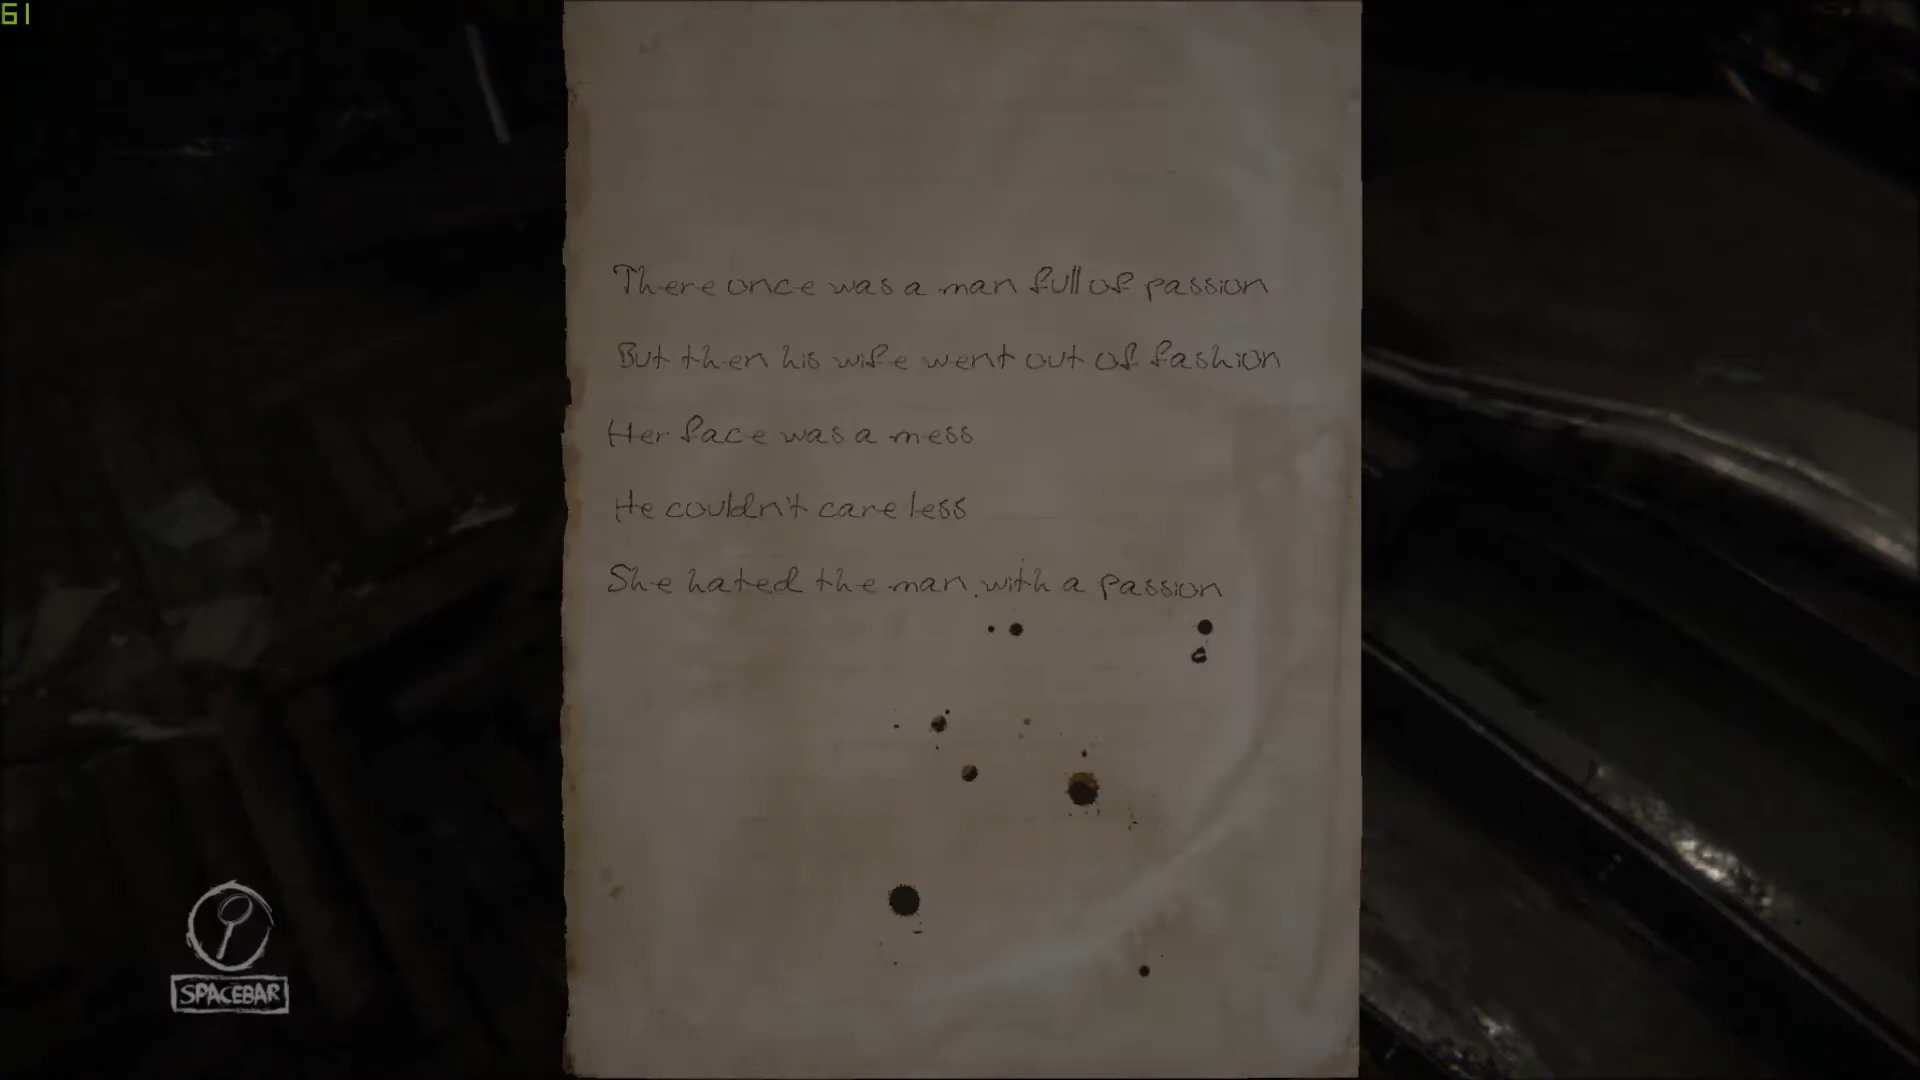 61
There once was a man full of passion
But then his wife went out of fashion
Her face was a mess
He couldn't care less
She hated the man with a passion
SPACEBAR